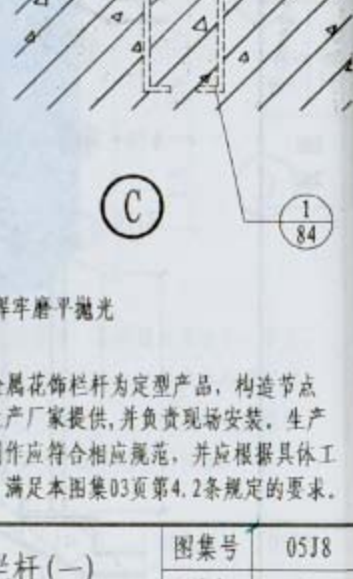 C
1
84
焊牢磨平抛光
金属花饰栏杆为定型产品，构造节点
生产厂家提供,并负责现场安装。生产
制作应符合相应规范，并应根据具体工
满足本图集03页第4.2条规定的要求。
栏杆(一)
图集号
05J8